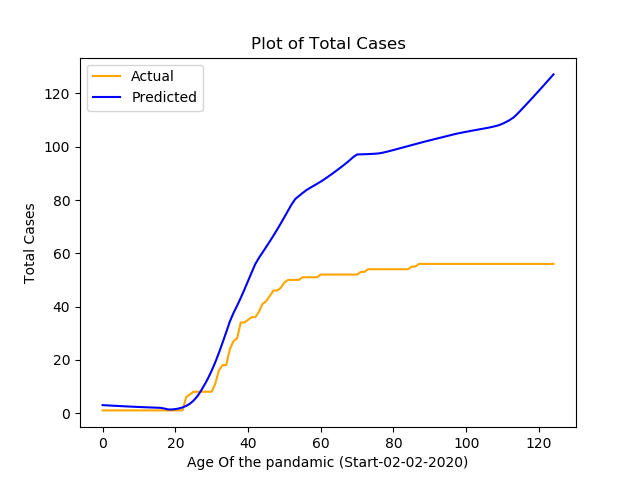 Plot of Total Cases
Actual
Predicted
120
100
80
60
40
20
0
Total Cases
0 20 40 60 80 100 120
Age Of the pandamic (Start-02-02-2020)